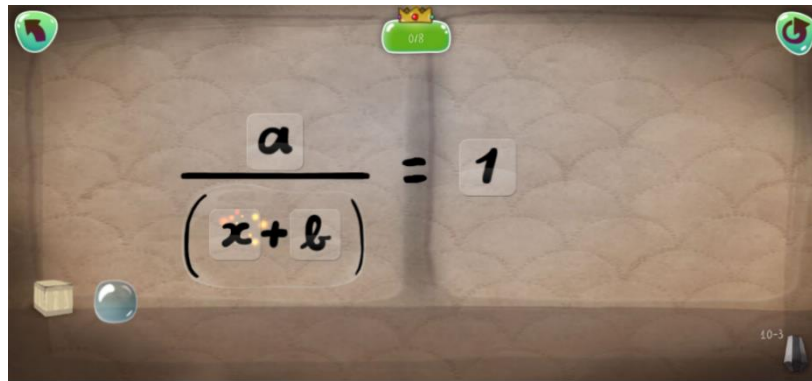 0/8
a
= 1
(x+b)
10-3